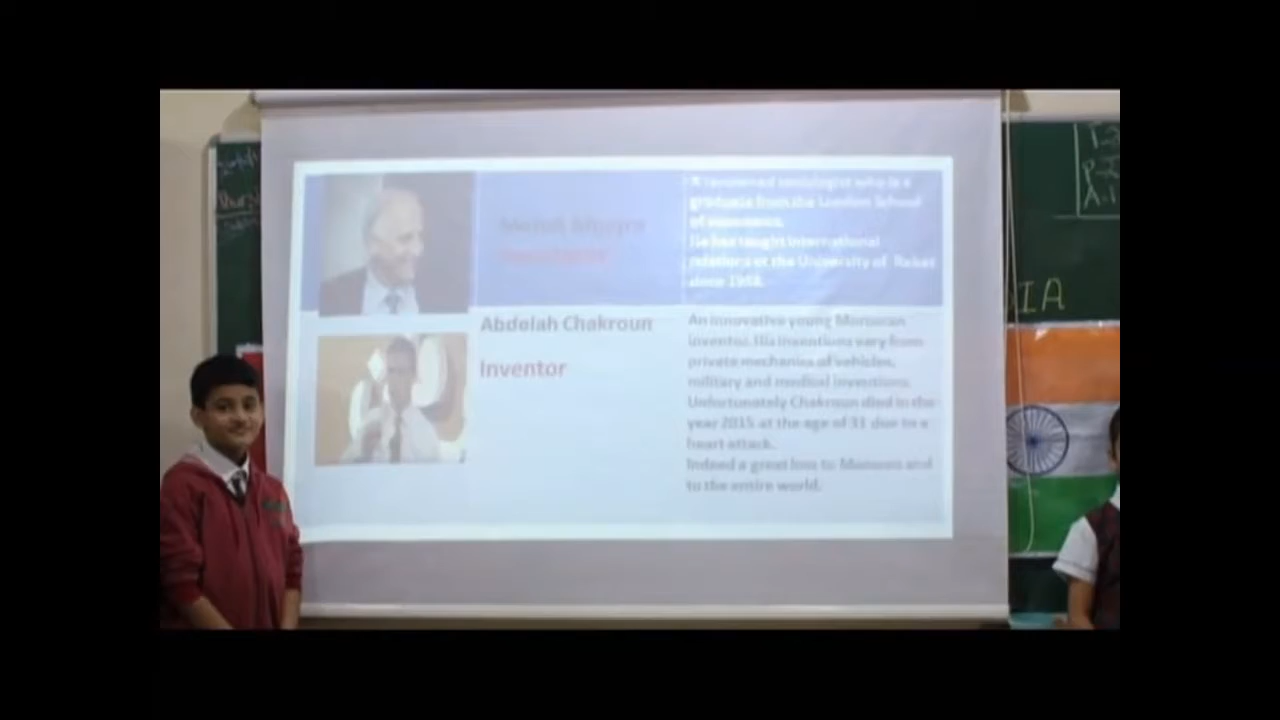 A renowned sociologist who is a
graduate from the London School
of economics.
He has taught International
relations at the University of Rabat
since 1958.
Abdelah Chakroun
Inventor
An innovative young Moroccan
inventor. His inventions vary from
private mechanics of vehicles,
military and medical inventions.
Unfortunately Chakroun died in the
year 2015 at the age of 31 due to a
heart attack.
Indeed a great loss to Morocco and
to the entire world.
IA